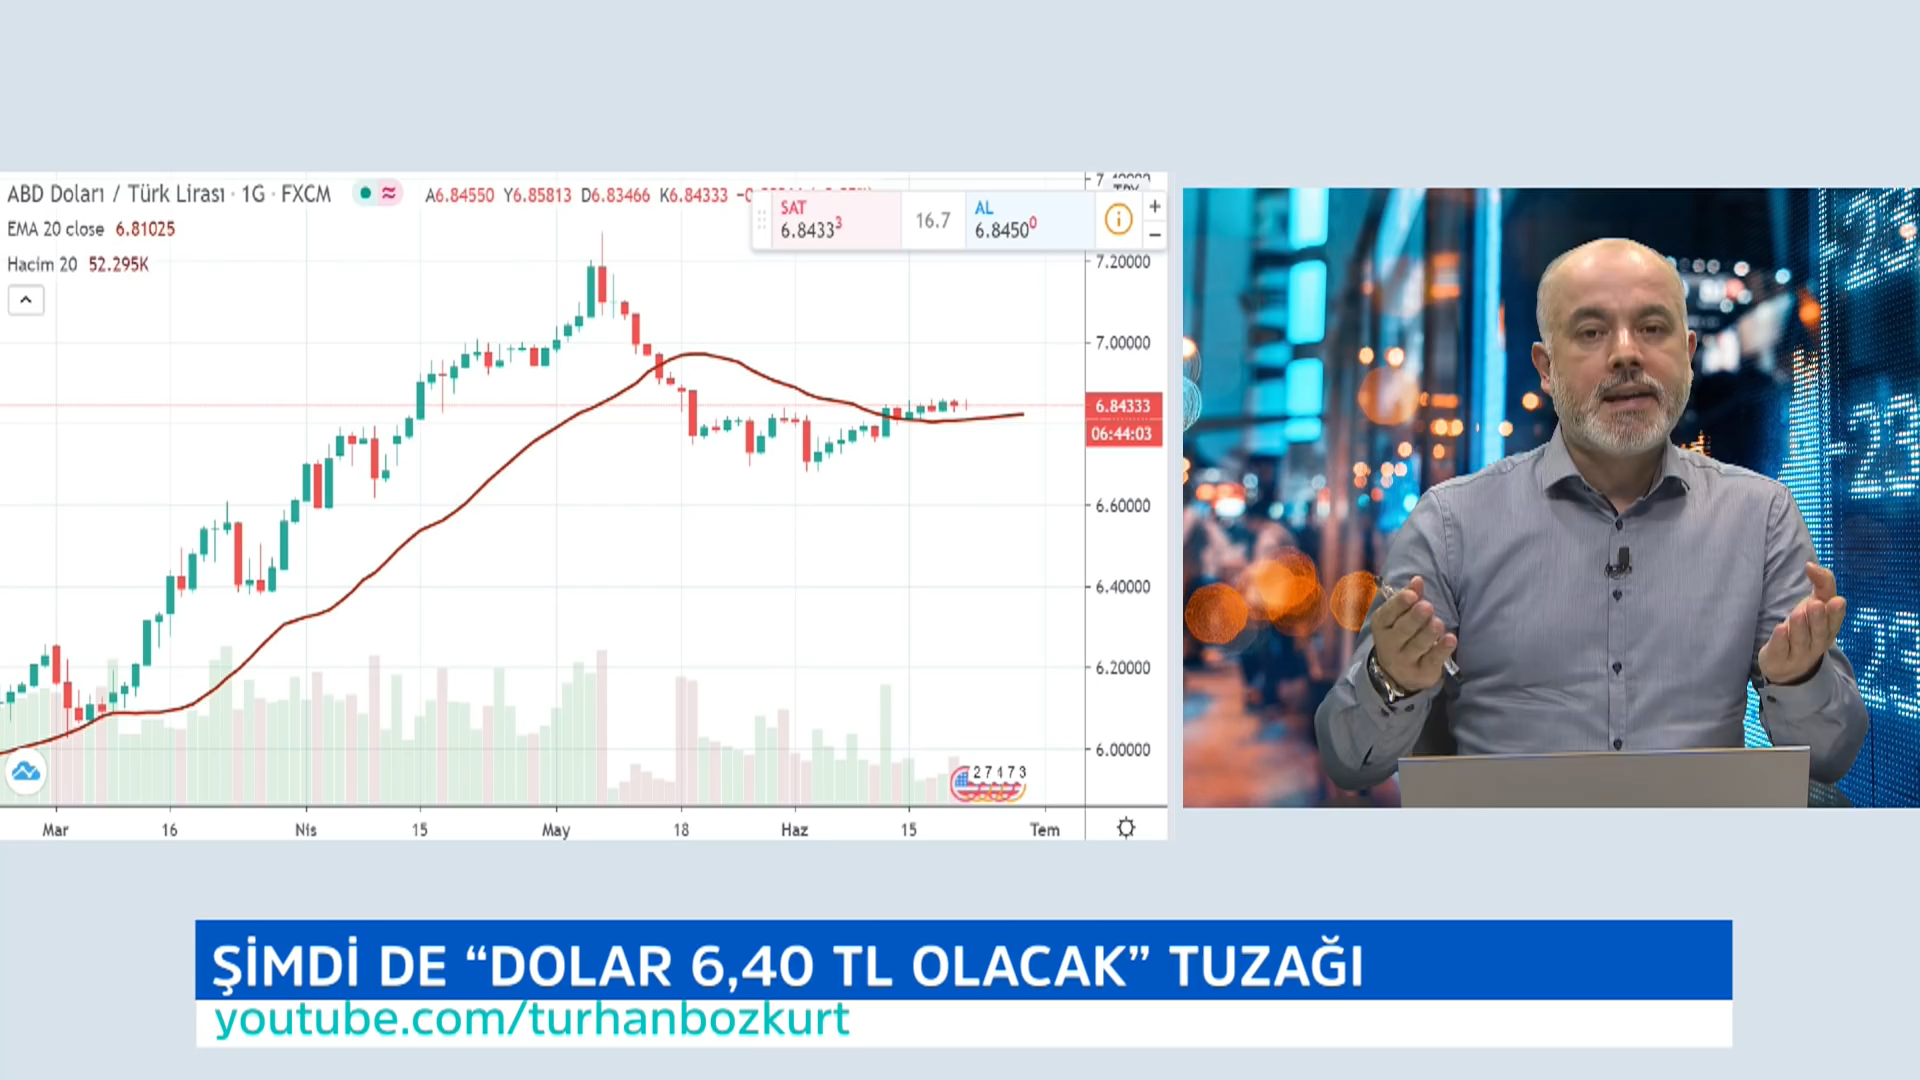 ABD Doları / Türk Lirası · 1G · FXCM
A6.84550 Y6.85813 D6.83466 K6.84333
EMA 20 close 6.81025
Hacim 20 52.295K
SAT
6.84333
16.7
AL
6.84500
7.20000
7.00000
6.84333
06:44:03
6.60000
6.40000
6.20000
6.00000
Mar 16 Nis 15 May 18 Haz 15 Tem
ŞİMDİ DE “DOLAR 6,40 TL OLACAK” TUZAĞI
youtube.com/turhanbozkurt